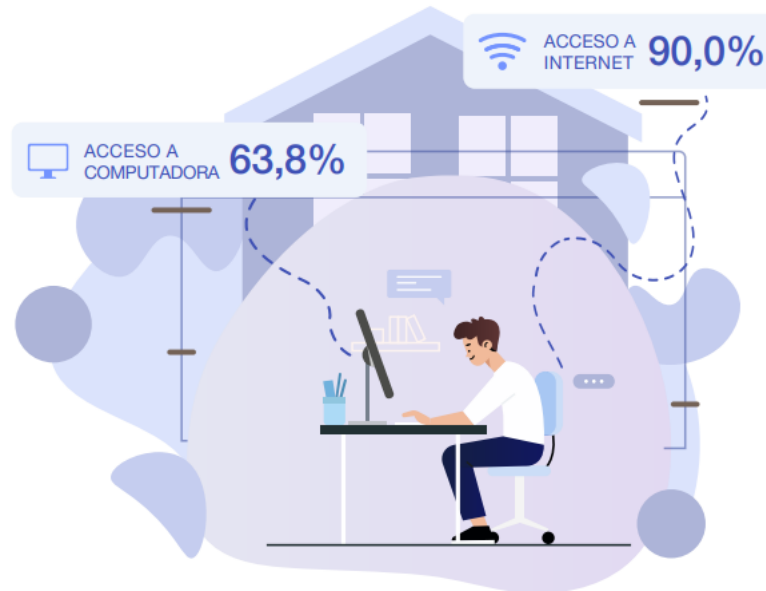 ACCESO A
INTERNET
90,0%
ACCESO A
COMPUTADORA
63,8%